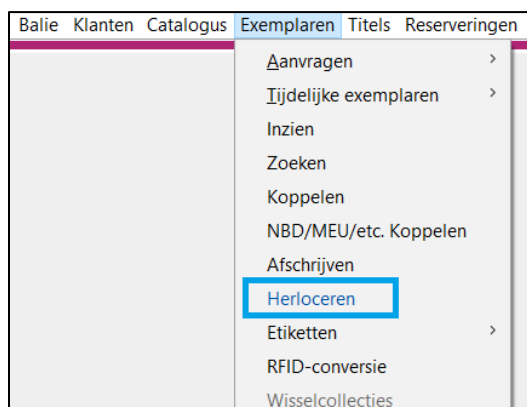 Balie Klanten Catalogus Exemplaren Titels Reserveringen
Aanvragen
Tijdelijke exemplaren
Inzien
Zoeken
Koppelen
NBD/MEU/etc. Koppelen
Afschrijven
Herloceren
Etiketten
RFID-conversie
Wisselcollecties